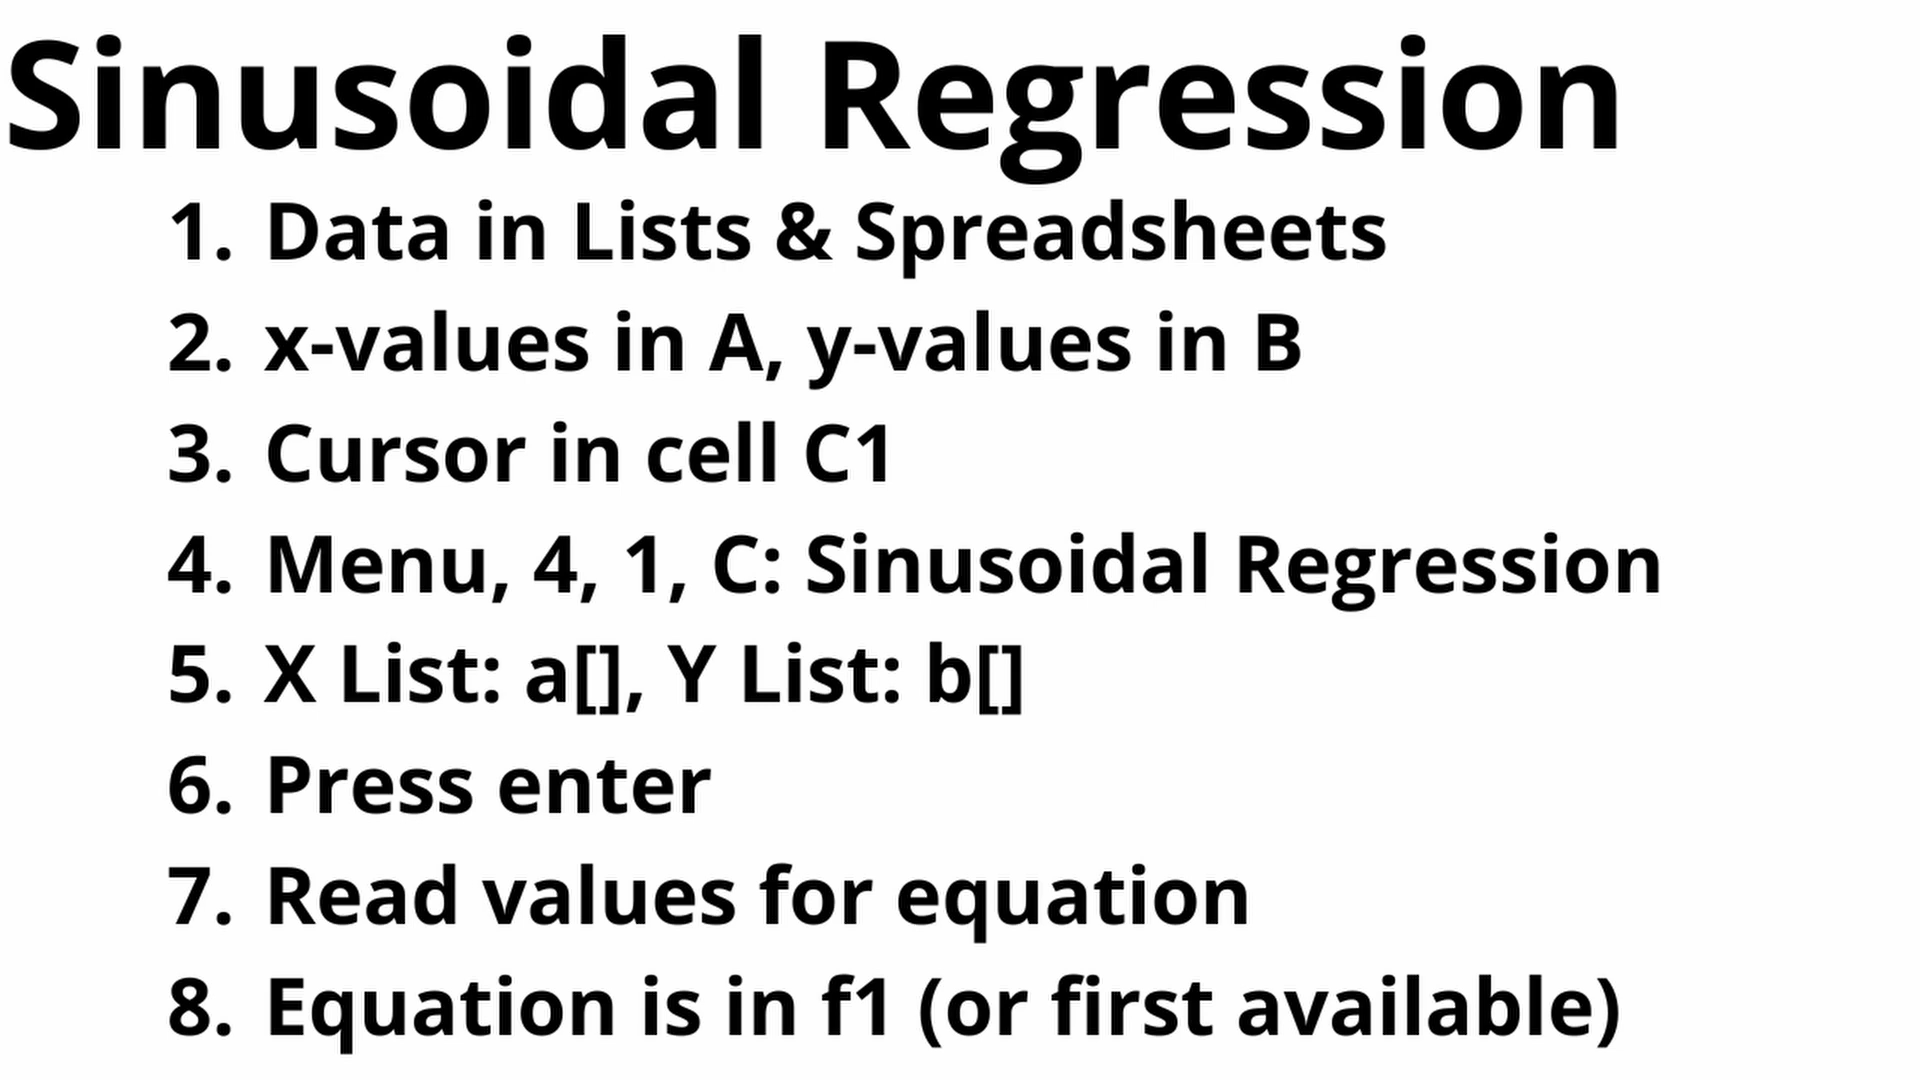 Sinusoidal Regression
1. Data in Lists & Spreadsheets
2. x-values in A, y-values in B
3. Cursor in cell C1
4. Menu, 4, 1, C: Sinusoidal Regression
5. X List: a[], Y List: b[]
6. Press enter
7. Read values for equation
8. Equation is in f1 (or first available)